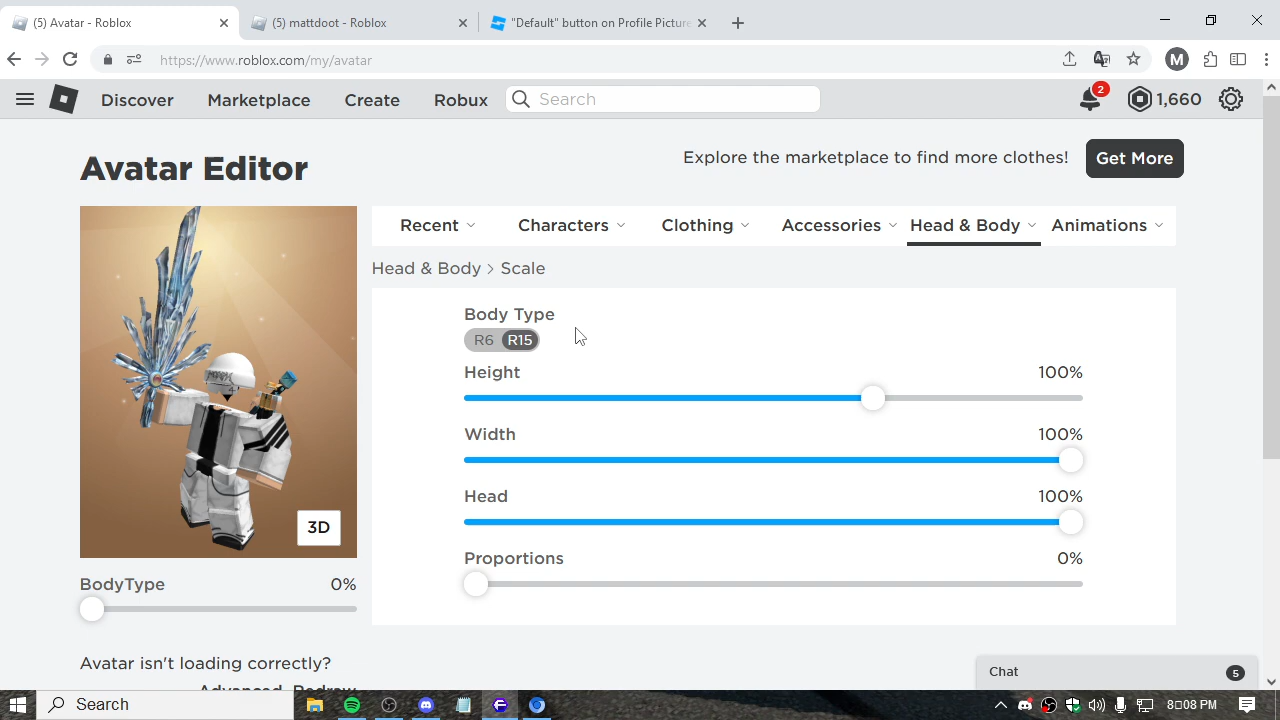 (5) Avatar - Roblox
(5) mattdoot - Roblox
"Default" button on Profile Picture
https://www.roblox.com/my/avatar
M
Discover
Marketplace
Create
Robux
Search
2
1,660
Avatar Editor
Explore the marketplace to find more clothes!
Get More
Recent
Characters
Clothing
Accessories
Head & Body
Animations
Head & Body > Scale
Body Type
R6 R15
Height 100%
Width 100%
Head 100%
Proportions 0%
3D
BodyType 0%
Avatar isn't loading correctly?
Advanced Redraw
Chat 5
Search
8:08 PM